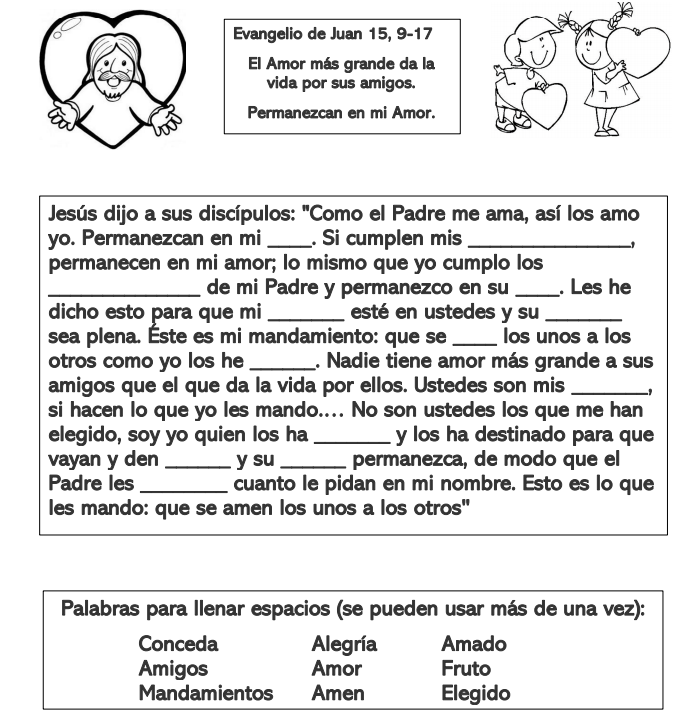 Evangelio de Juan 15, 9-17
El Amor más grande da la
vida por sus amigos.
Permanezcan en mi Amor.
Jesús dijo a sus discípulos: "Como el Padre me ama, así los amo
yo. Permanezcan en mi ____. Si cumplen mis _______________,
permanecen en mi amor; lo mismo que yo cumplo los
______________ de mi Padre y permanezco en su ____. Les he
dicho esto para que mi _______ esté en ustedes y su _______
sea plena. Éste es mi mandamiento: que se ____ los unos a los
otros como yo los he ______. Nadie tiene amor más grande a sus
amigos que el que da la vida por ellos. Ustedes son mis _______,
si hacen lo que yo les mando.... No son ustedes los que me han
elegido, soy yo quien los ha _______ y los ha destinado para que
vayan y den ______ y su ______ permanezca, de modo que el
Padre les ________ cuanto le pidan en mi nombre. Esto es lo que
les mando: que se amen los unos a los otros"
Palabras para llenar espacios (se pueden usar más de una vez):
Conceda Alegría Amado
Amigos Amor Fruto
Mandamientos Amen Elegido